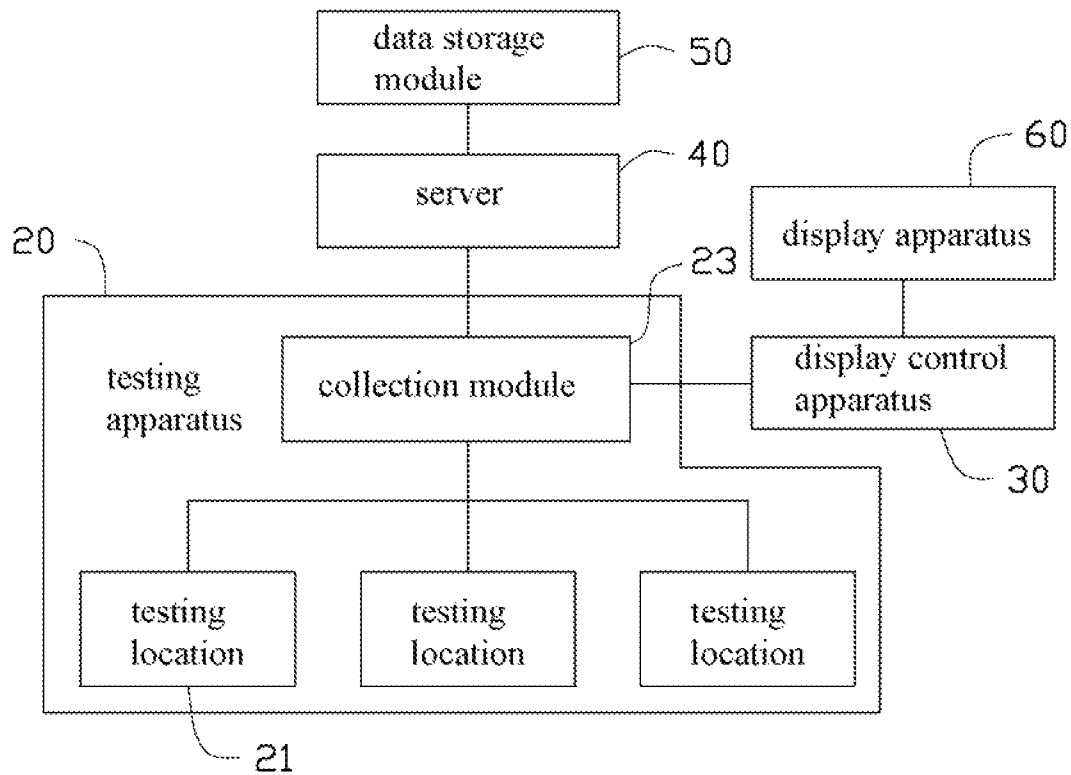 data storage
module
50
server
40
60
display apparatus
20
23
testing
apparatus
collection module
display control
apparatus
30
testing
location
testing
location
testing
location
21